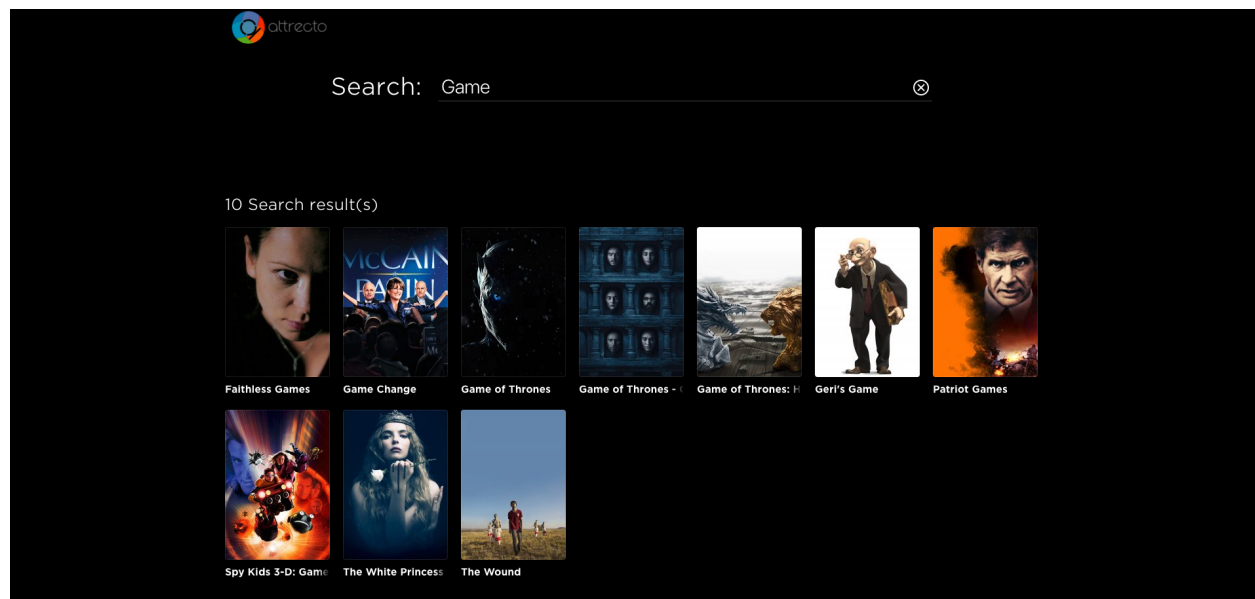 attrecto
Search: Game
10 Search result(s)
McCAIN
PALIN
Faithless Games
Game Change
Game of Thrones
Game of Thrones -
Game of Thrones: H
Geri's Game
Patriot Games
Spy Kids 3-D: Game
The White Princess
The Wound